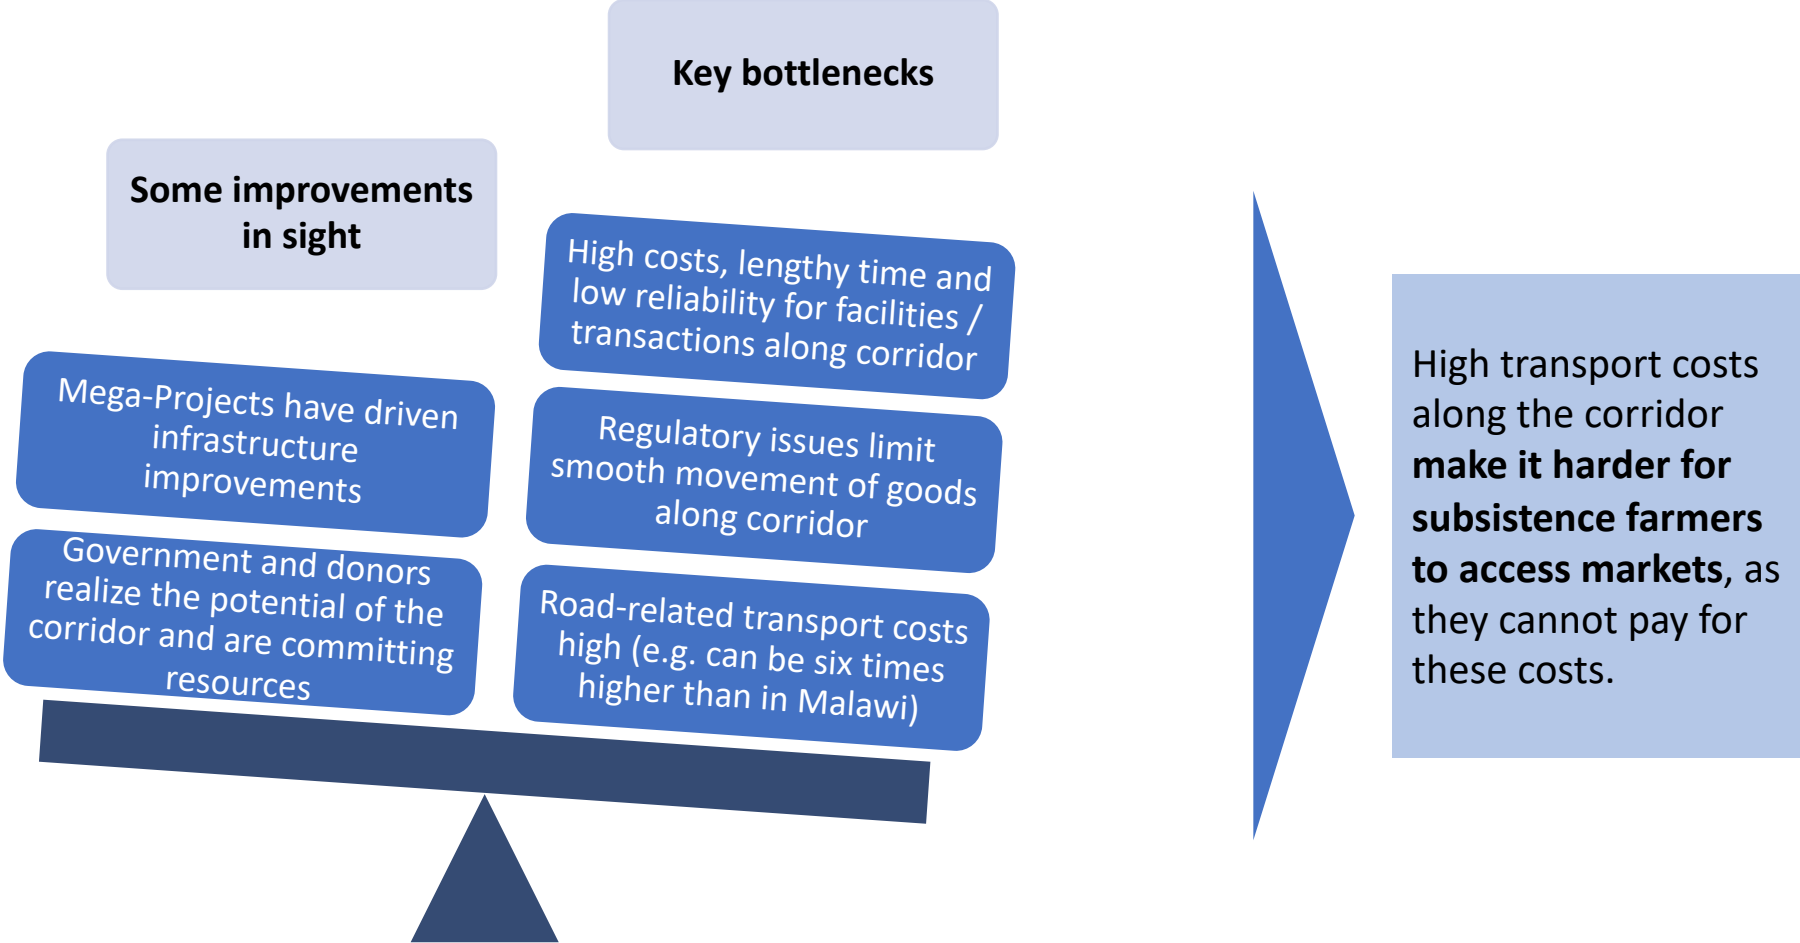 Some improvements
in sight
Mega-Projects have driven
infrastructure
improvements
Government and donors
realize the potential of the
corridor and are committing
resources
Key bottlenecks
High costs, lengthy time and
low reliability for facilities /
transactions along corridor
Regulatory issues limit
smooth movement of goods
along corridor
Road-related transport costs
high (e.g. can be six times
higher than in Malawi)
High transport costs
along the corridor
make it harder for
subsistence farmers
to access markets, as
they cannot pay for
these costs.